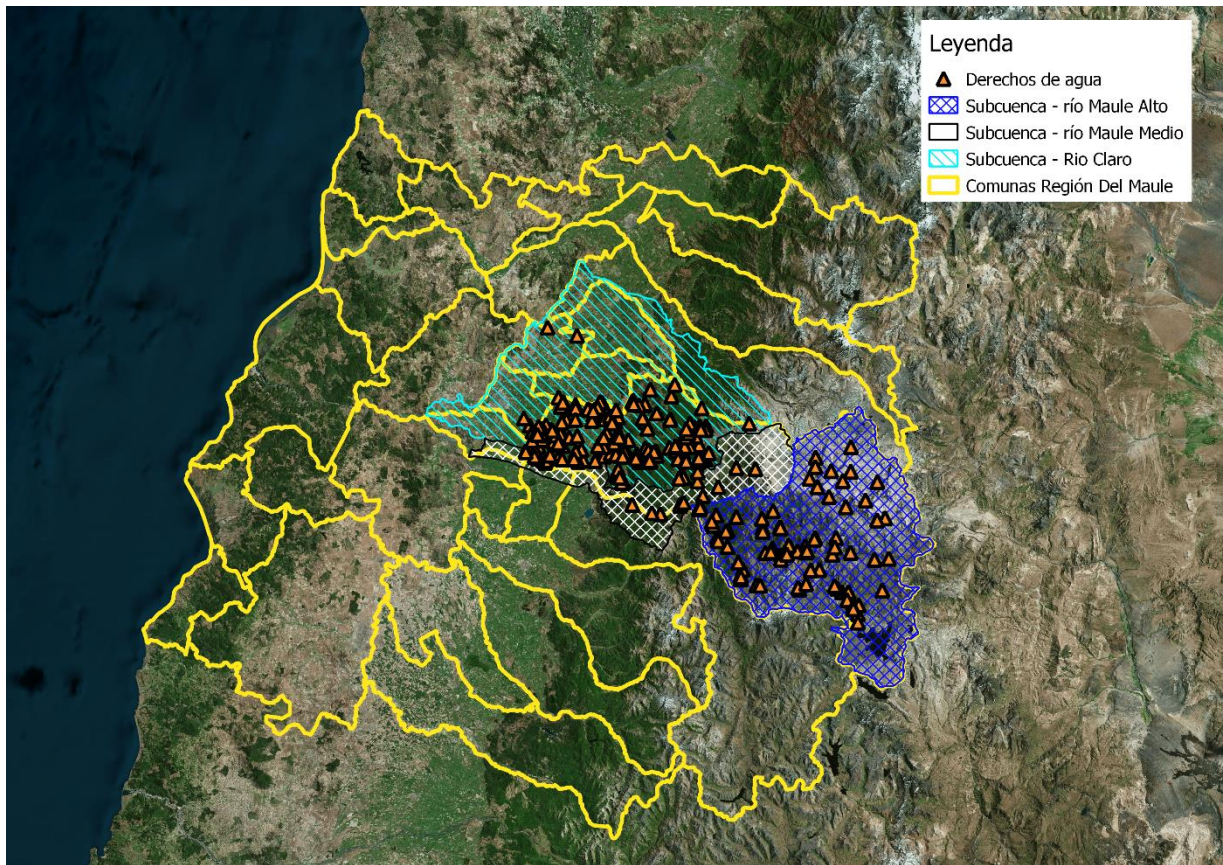 Leyenda
Derechos de agua
Subcuenca - río Maule Alto
Subcuenca - río Maule Medio
Subcuenca - Rio Claro
Comunas Región Del Maule